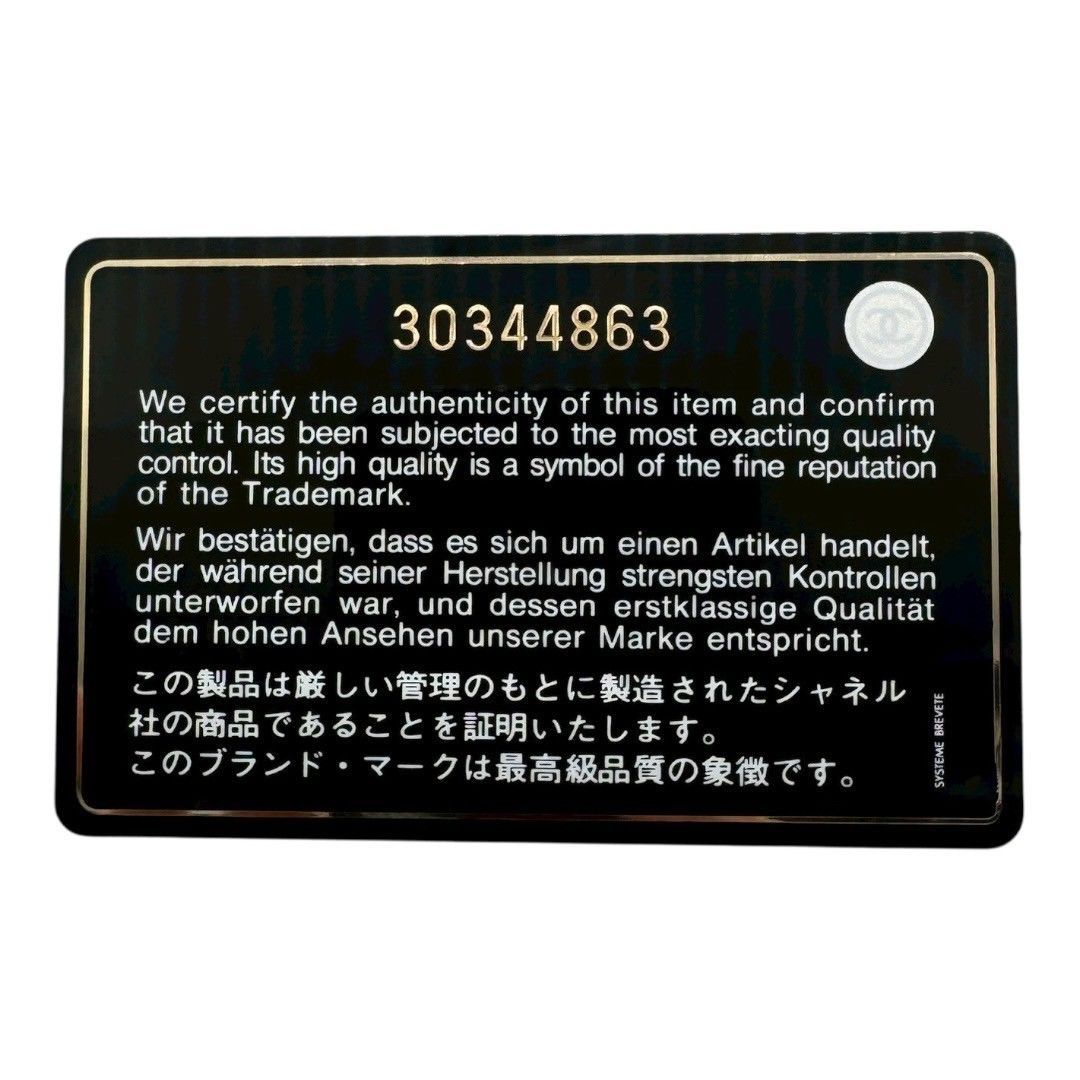 30344863
We certify the authenticity of this item and confirm
that it has been subjected to the most exacting quality
control. Its high quality is a symbol of the fine reputation
of the Trademark.
Wir bestätigen, dass es sich um einen Artikel handelt,
der während seiner Herstellung strengsten Kontrollen
unterworfen war, und dessen erstklassige Qualität
dem hohen Ansehen unserer Marke entspricht.
この製品は厳しい管理のもとに製造されたシャネル
社の商品であることを証明いたします。
このブランド・マークは最高級品質の象徴です。
SYSTEME BREVETE